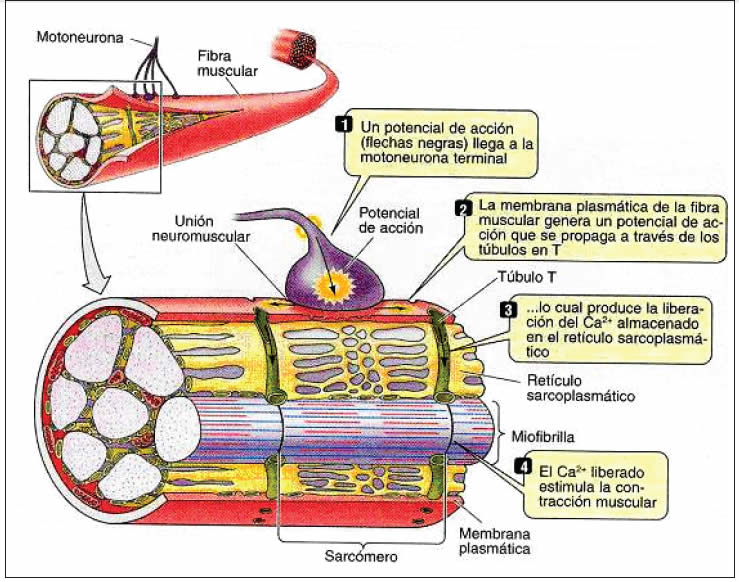 Motoneurona
Fibra
muscular
1 Un potencial de acción
(flechas negras) llega a la
motoneurona terminal
Unión
neuromuscular
Potencial
de acción
2 La membrana plasmática de la fibra
muscular genera un potencial de ac-
ción que se propaga a través de los
túbulos en T
Túbulo T
3 ...lo cual produce la libera-
ción del Ca²⁺ almacenado
en el retículo sarcoplasmá-
tico
Retículo
sarcoplasmático
Miofibrilla
4 El Ca²⁺ liberado
estimula la con-
tracción muscular
Membrana
plasmática
Sarcómero